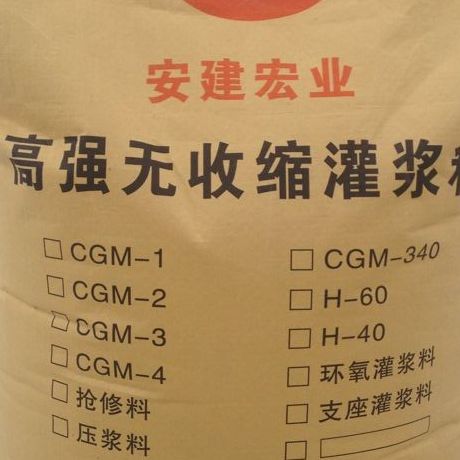 安建宏业
高强无收缩灌浆料
CGM-1
CGM-2
CGM-3
CGM-4
抢修料
压浆料
CGM-340
H-60
H-40
环氧灌浆料
支座灌浆料